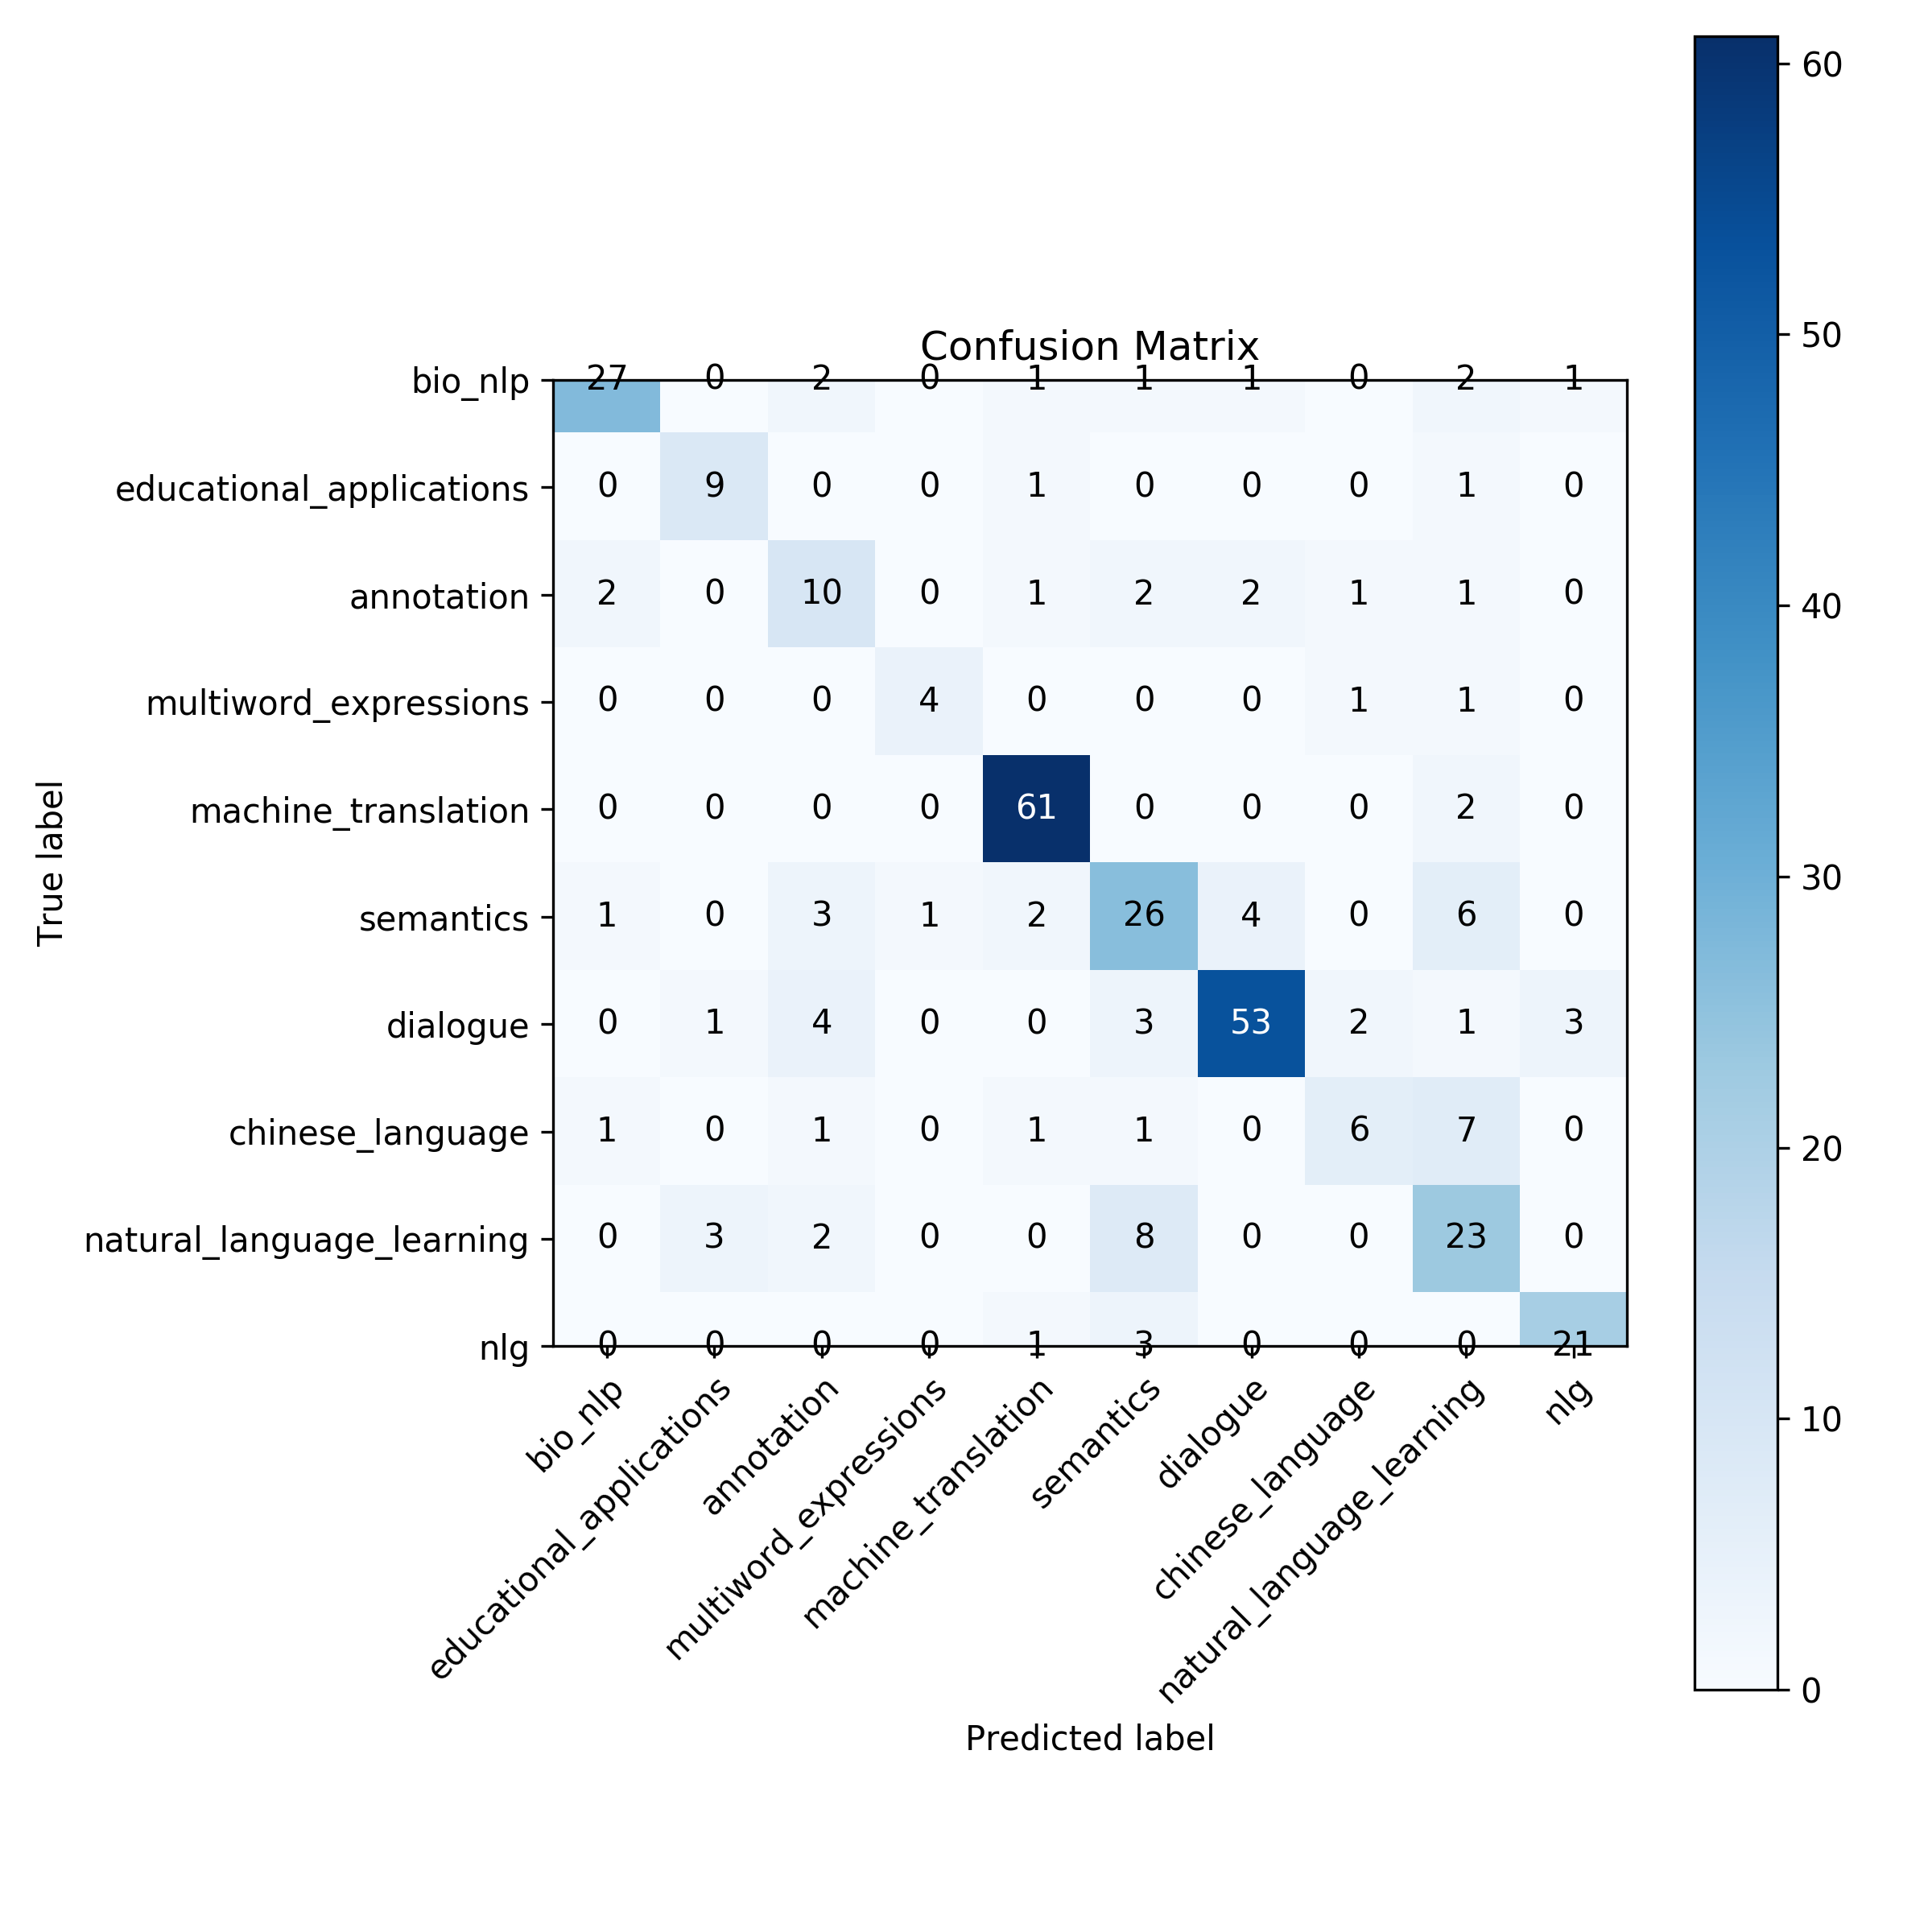 Confusion Matrix
bio_nlp 27 0 2 0 1 1 1 0 2 1
educational_applications 0 9 0 0 1 0 0 0 1 0
annotation 2 0 10 0 1 2 2 1 1 0
multiword_expressions 0 0 0 4 0 0 0 1 1 0
machine_translation 0 0 0 0 61 0 0 0 2 0
semantics 1 0 3 1 2 26 4 0 6 0
dialogue 0 1 4 0 0 3 53 2 1 3
chinese_language 1 0 1 0 1 1 0 6 7 0
natural_language_learning 0 3 2 0 0 8 0 0 23 0
nlg 0 0 0 0 1 3 0 0 0 21
True label
bio_nlp
educational_applications
annotation
multiword_expressions
machine_translation
semantics
dialogue
chinese_language
natural_language_learning
nlg
Predicted label
60
50
40
30
20
10
0